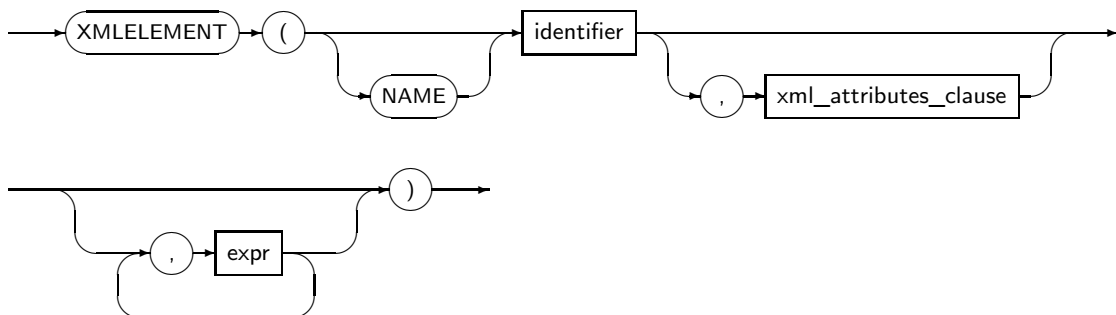 XMLELEMENT ( identifier
NAME , xml_attributes_clause
)
, expr